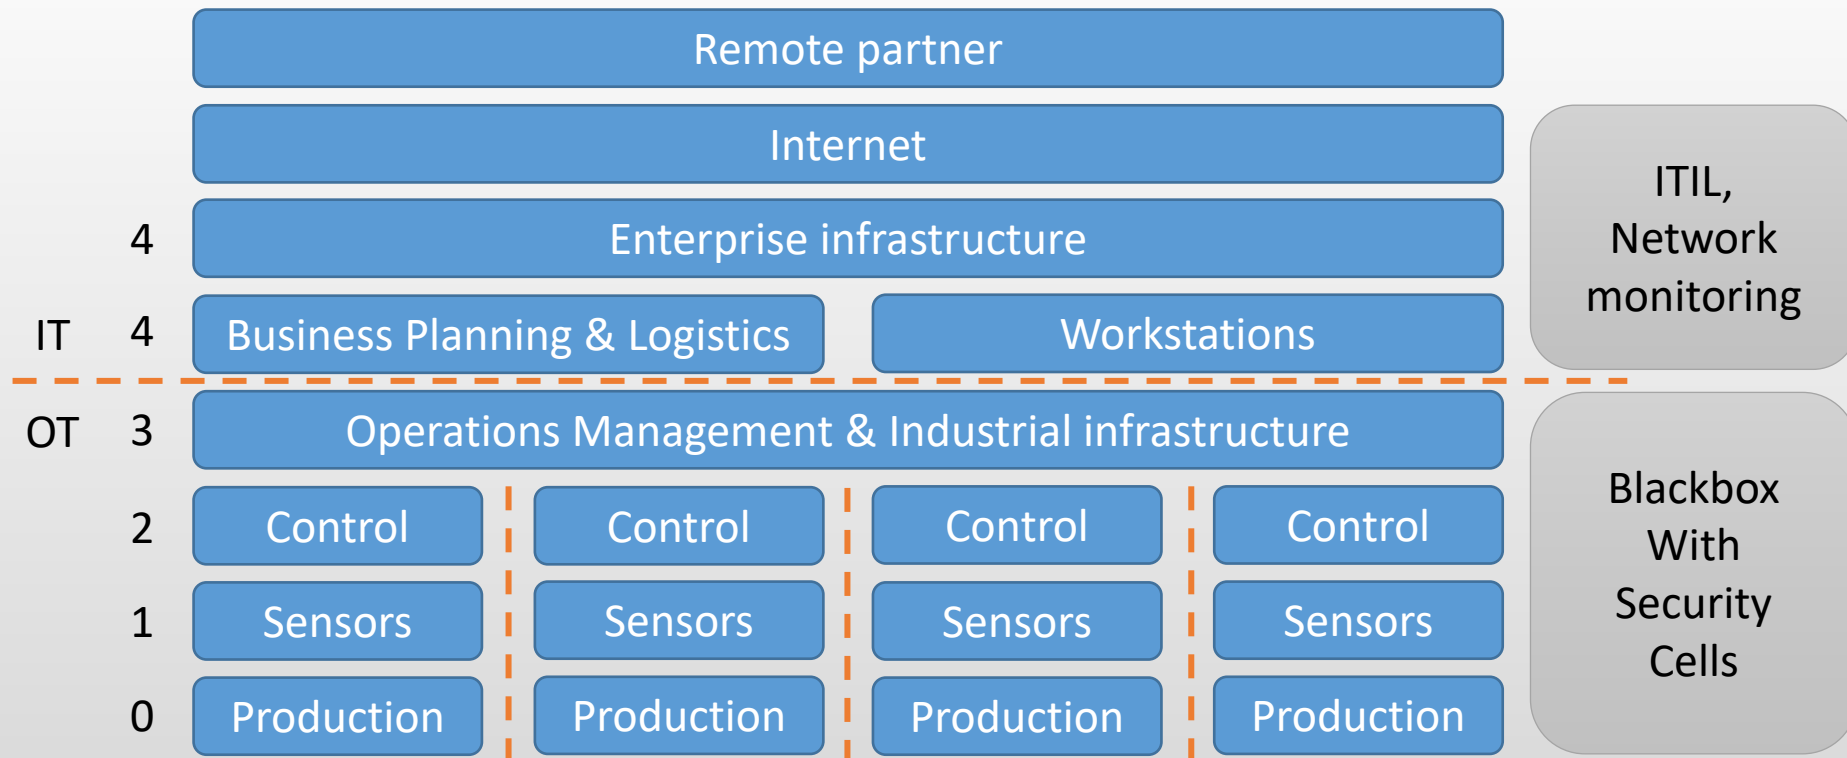 Remote partner
Internet
4 Enterprise infrastructure
IT 4 Business Planning & Logistics Workstations
ITIL,
Network
monitoring
OT 3 Operations Management & Industrial infrastructure
2 Control Control Control Control
1 Sensors Sensors Sensors Sensors
0 Production Production Production Production
Blackbox
With
Security
Cells